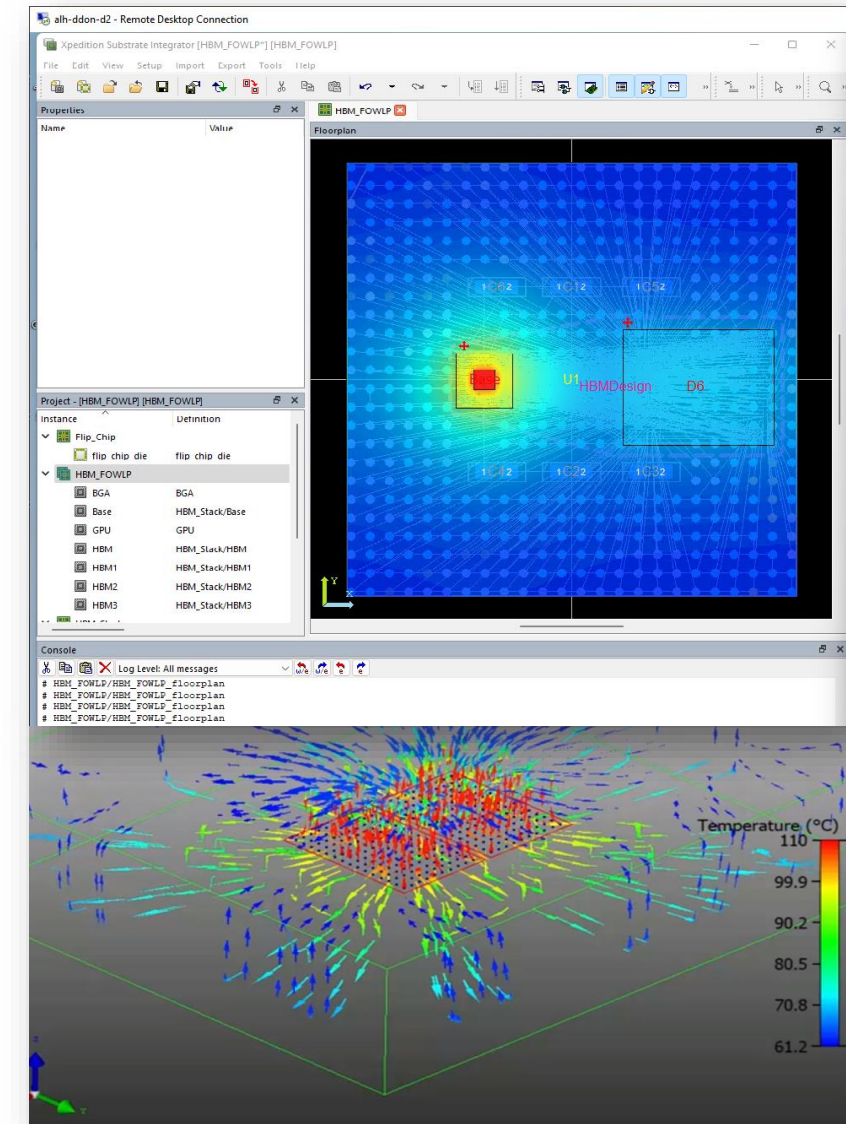 alh-ddon-d2 - Remote Desktop Connection
Xpedition Substrate Integrator [HBM_FOWLP*] [HBM_FOWLP]
File Edit View Setup Import Export Tools Help
Properties
Name Value
HBM_FOWLP
Floorplan
1C62 1C12 1C52
Base U1 HBMDesign D6
1C42 1C22 1C32
Y
X
Project - [HBM_FOWLP] [HBM_FOWLP]
Instance Definition
Flip_Chip
flip chip die flip chip die
HBM_FOWLP
BGA BGA
Base HBM_Stack/Base
GPU GPU
HBM HBM_Stack/HBM
HBM1 HBM_Stack/HBM1
HBM2 HBM_Stack/HBM2
HBM3 HBM_Stack/HBM3
Console
Log Level: All messages
w/e w/e e e
# HBM_FOWLP/HBM_FOWLP_floorplan
# HBM_FOWLP/HBM_FOWLP_floorplan
# HBM_FOWLP/HBM_FOWLP_floorplan
# HBM_FOWLP/HBM_FOWLP_floorplan
Temperature (°C)
110
99.9
90.2
80.5
70.8
61.2
Y